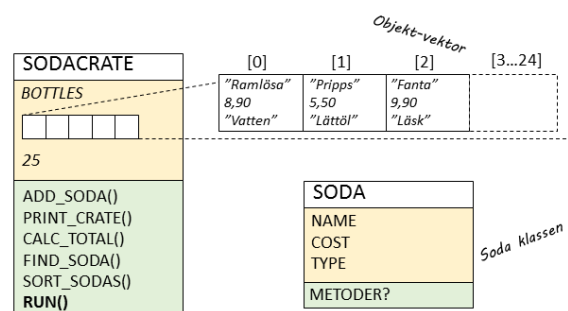 Objekt-vektor
SODACRATE
BOTTLES
25
ADD_SODA()
PRINT_CRATE()
CALC_TOTAL()
FIND_SODA()
SORT_SODAS()
RUN()
[0] [1] [2] [3...24]
"Ramlösa" "Pripps" "Fanta"
8,90 5,50 9,90
"Vatten" "Lättöl" "Läsk"
SODA
NAME
COST
TYPE
METODER?
Soda klassen